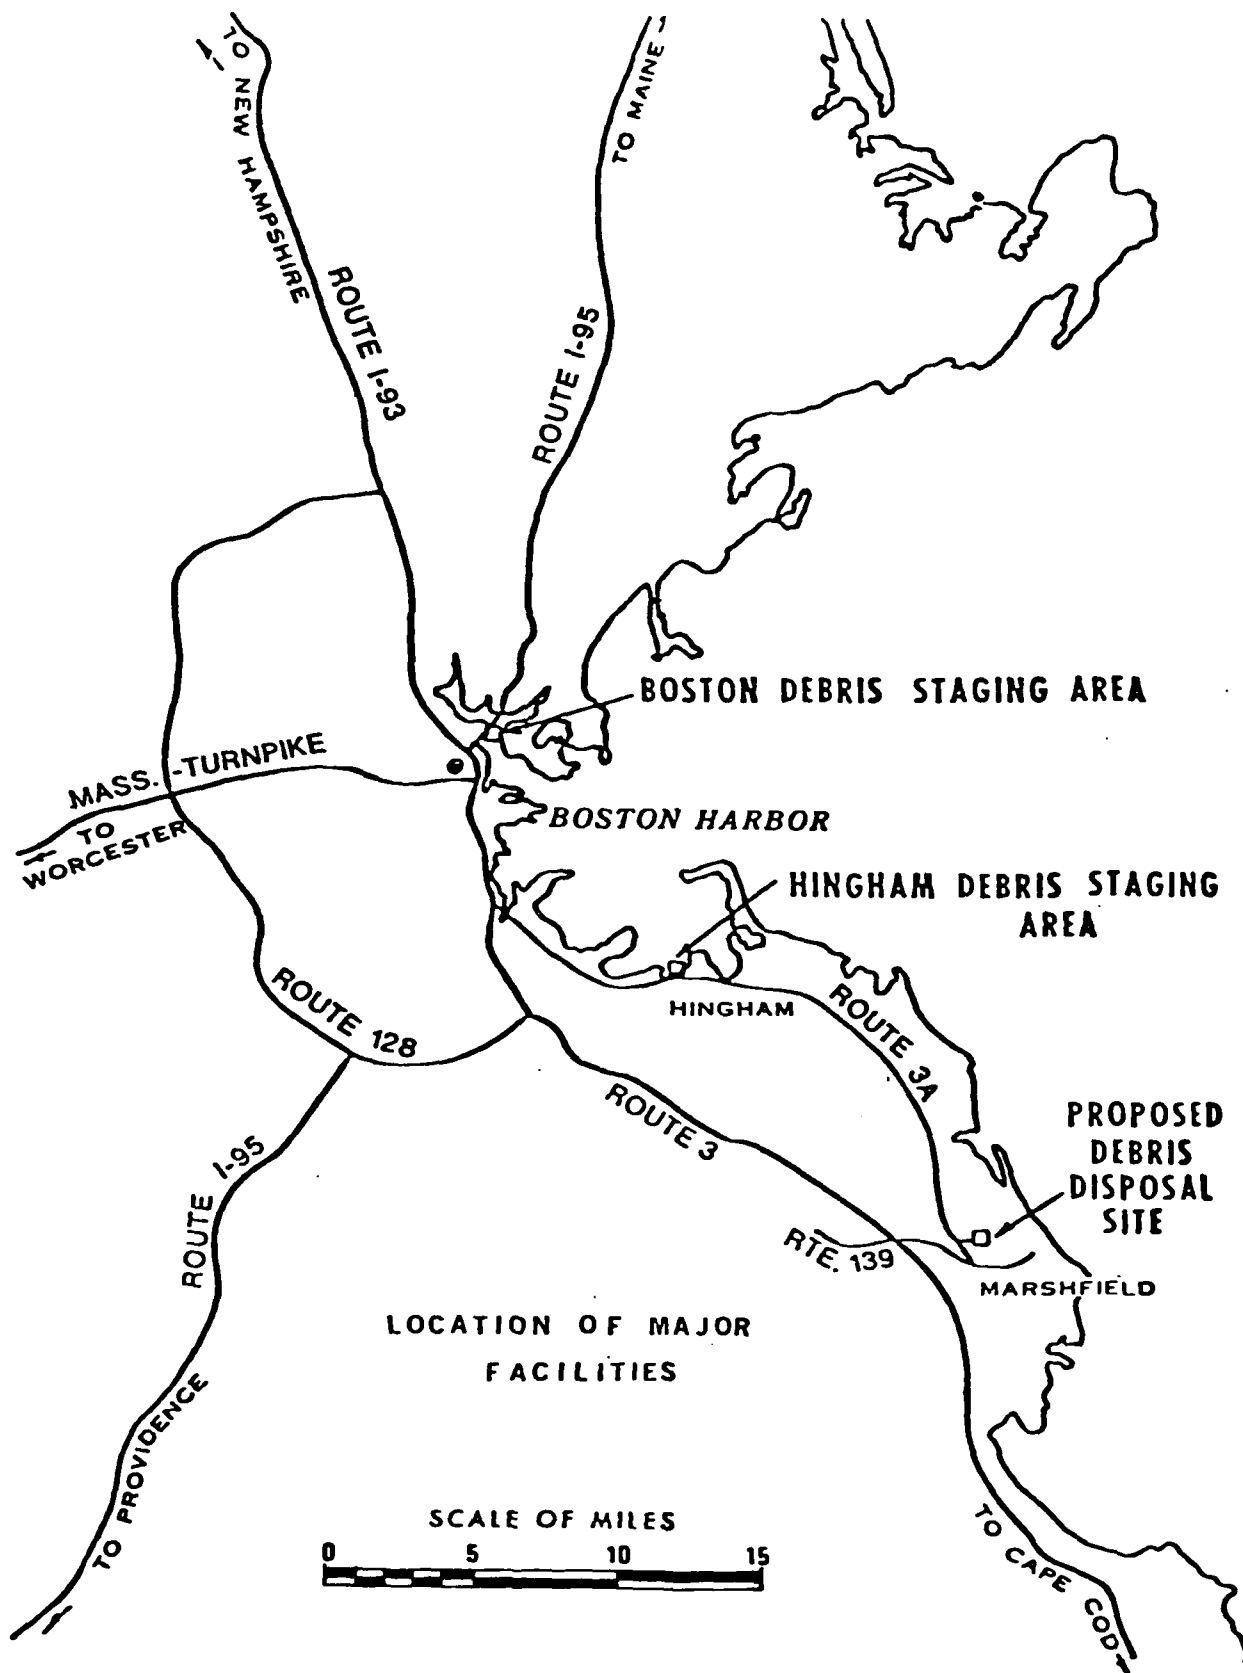 TO NEW HAMPSHIRE
TO MAINE
ROUTE I-93
ROUTE I-95
BOSTON DEBRIS STAGING AREA
MASS.-TURNPIKE
TO
WORCESTER
BOSTON HARBOR
HINGHAM DEBRIS STAGING
AREA
HINGHAM
ROUTE 128
ROUTE 3A
ROUTE 3
PROPOSED
DEBRIS
DISPOSAL
SITE
ROUTE I-95
RTE. 139
MARSHFIELD
LOCATION OF MAJOR
FACILITIES
TO PROVIDENCE
SCALE OF MILES
0 5 10 15
TO CAPE COD